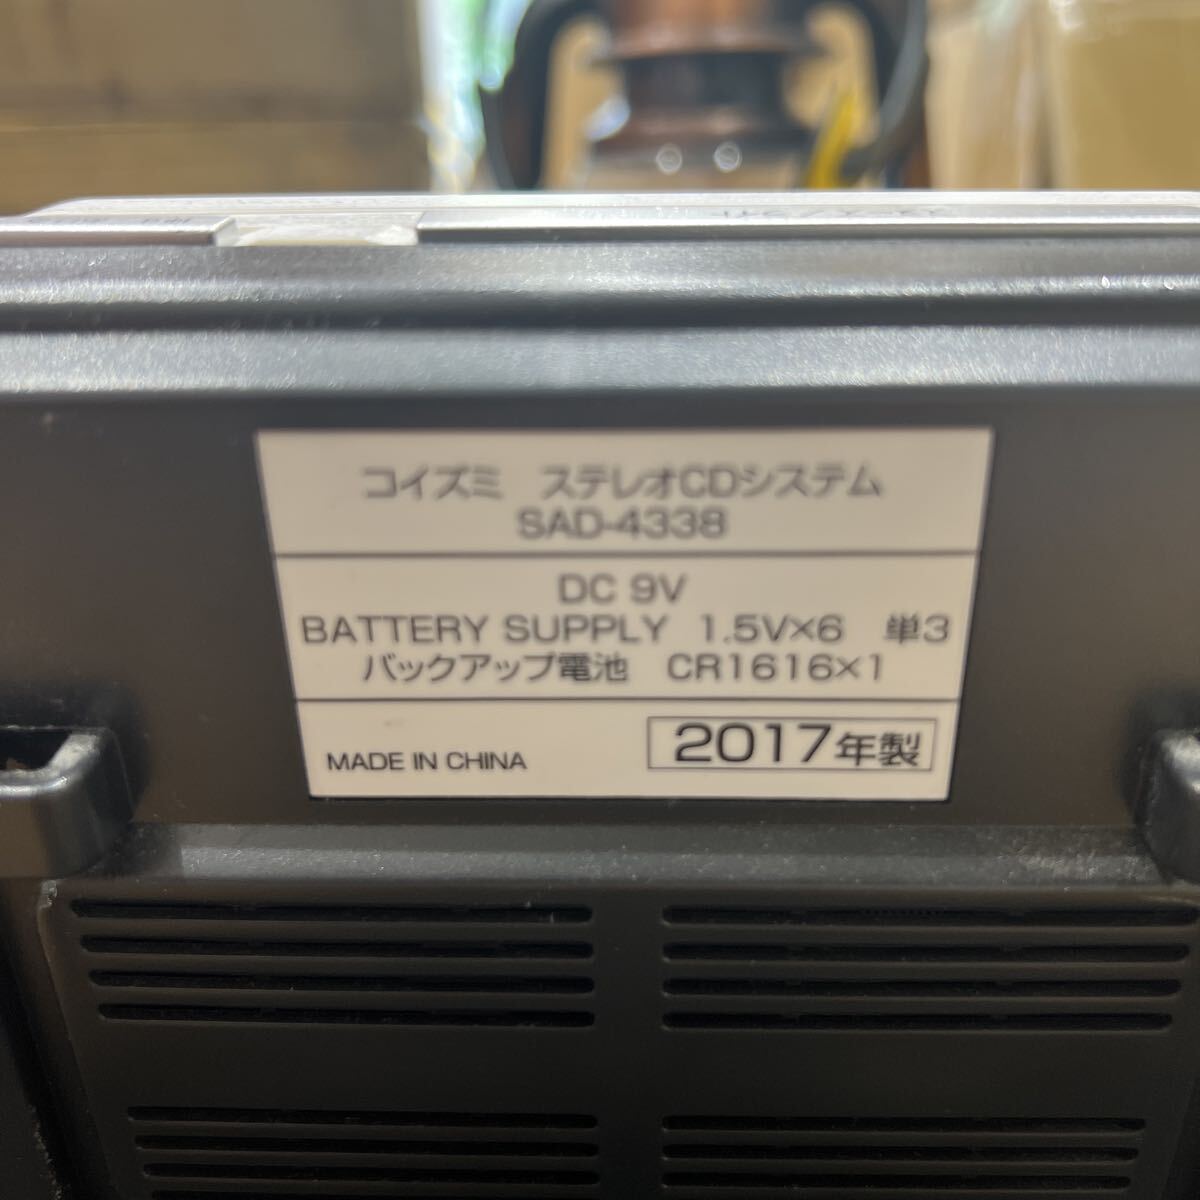 コイズミ ステレオCDシステム
SAD-4338
DC 9V
BATTERY SUPPLY 1.5V×6 単3
バックアップ電池 CR1616×1
MADE IN CHINA
2017年製